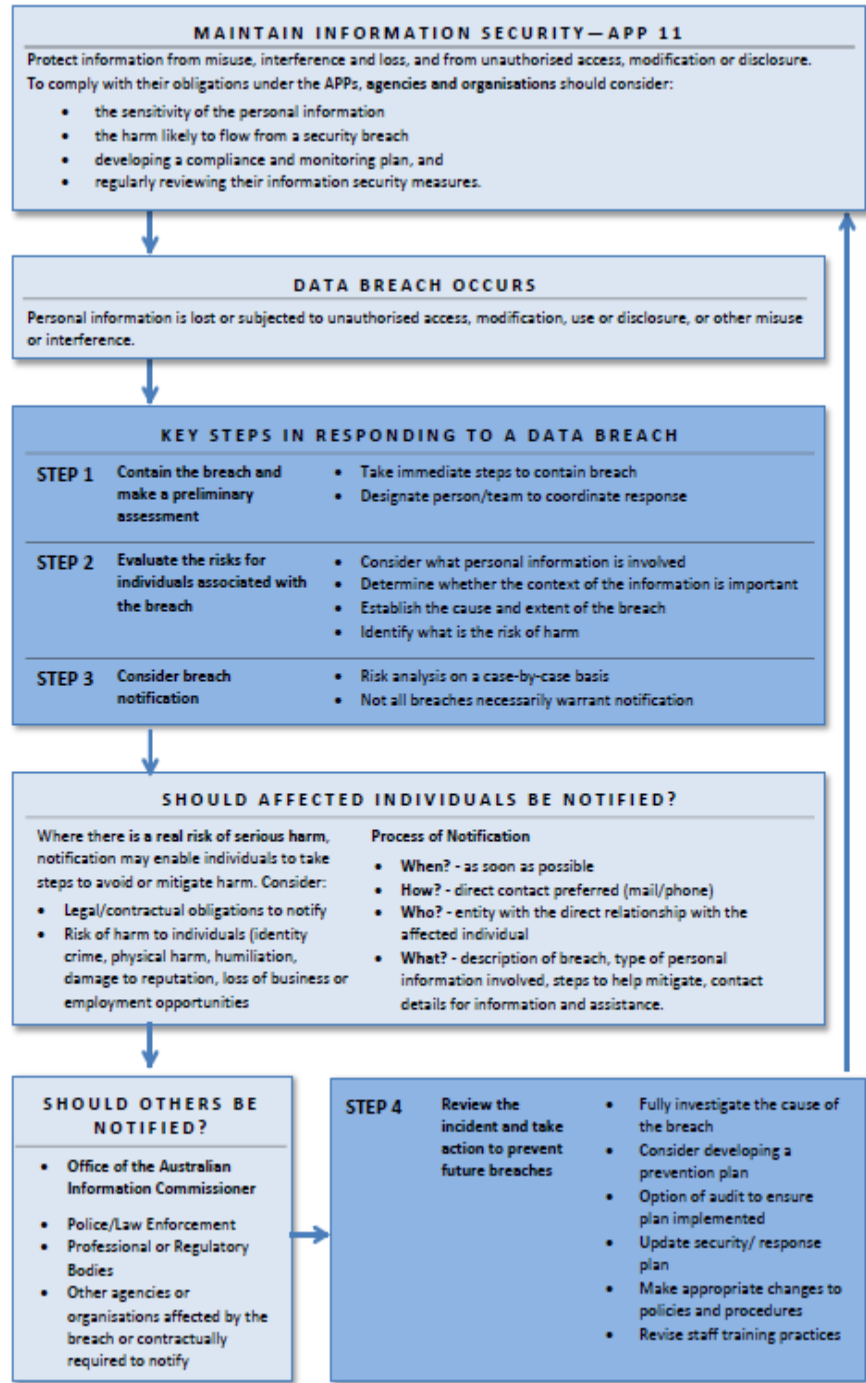 MAINTAIN INFORMATION SECURITY—APP 11
Protect information from misuse, interference and loss, and from unauthorised access, modification or disclosure.
To comply with their obligations under the APPs, agencies and organisations should consider:
• the sensitivity of the personal information
• the harm likely to flow from a security breach
• developing a compliance and monitoring plan, and
• regularly reviewing their information security measures.
DATA BREACH OCCURS
Personal information is lost or subjected to unauthorised access, modification, use or disclosure, or other misuse
or interference.
KEY STEPS IN RESPONDING TO A DATA BREACH
STEP 1
Contain the breach and
make a preliminary
assessment
• Take immediate steps to contain breach
• Designate person/team to coordinate response
STEP 2
Evaluate the risks for
individuals associated with
the breach
• Consider what personal information is involved
• Determine whether the context of the information is important
• Establish the cause and extent of the breach
• Identify what is the risk of harm
STEP 3
Consider breach
notification
• Risk analysis on a case-by-case basis
• Not all breaches necessarily warrant notification
SHOULD AFFECTED INDIVIDUALS BE NOTIFIED?
Where there is a real risk of serious harm,
notification may enable individuals to take
steps to avoid or mitigate harm. Consider:
• Legal/contractual obligations to notify
• Risk of harm to individuals (identity
crime, physical harm, humiliation,
damage to reputation, loss of business or
employment opportunities
Process of Notification
• When? - as soon as possible
• How? - direct contact preferred (mail/phone)
• Who? - entity with the direct relationship with the
affected individual
• What? - description of breach, type of personal
information involved, steps to help mitigate, contact
details for information and assistance.
SHOULD OTHERS BE
NOTIFIED?
• Office of the Australian
Information Commissioner
• Police/Law Enforcement
• Professional or Regulatory
Bodies
• Other agencies or
organisations affected by the
breach or contractually
required to notify
STEP 4
Review the
incident and take
action to prevent
future breaches
• Fully investigate the cause of
the breach
• Consider developing a
prevention plan
• Option of audit to ensure
plan implemented
• Update security/ response
plan
• Make appropriate changes to
policies and procedures
• Revise staff training practices